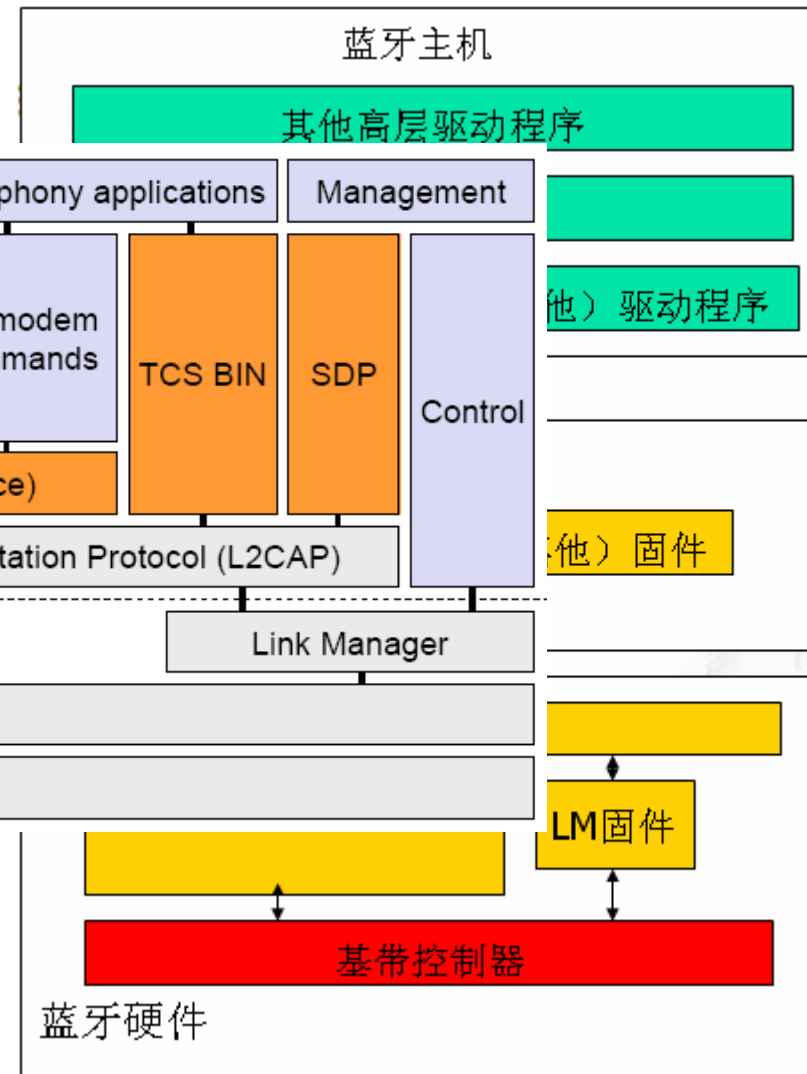 蓝牙主机
其他高层驱动程序
phony applications
Management
modem
mands
TCS BIN
SDP
Control
他）驱动程序
ce)
tation Protocol (L2CAP)
他）固件
Link Manager
LM固件
基带控制器
蓝牙硬件